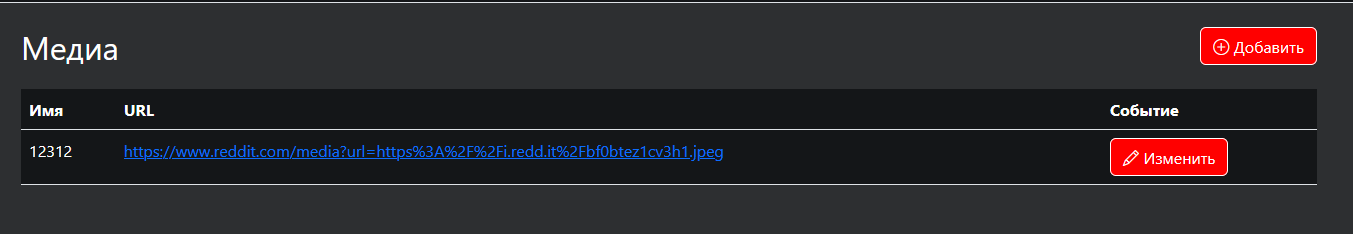 Медиа
Добавить
Имя URL Событие
12312 https://www.reddit.com/media?url=https%3A%2F%2Fi.redd.it%2Fbf0btez1cv3h1.jpeg Изменить